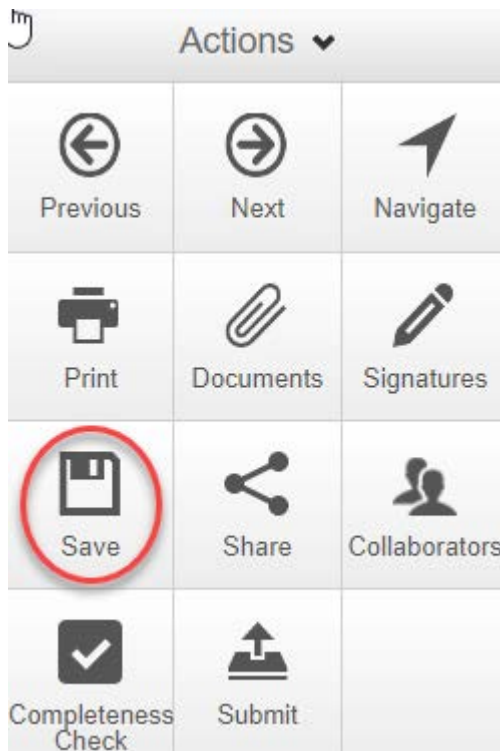 Actions
Previous Next Navigate
Print Documents Signatures
Save Share Collaborators
Completeness Submit
Check